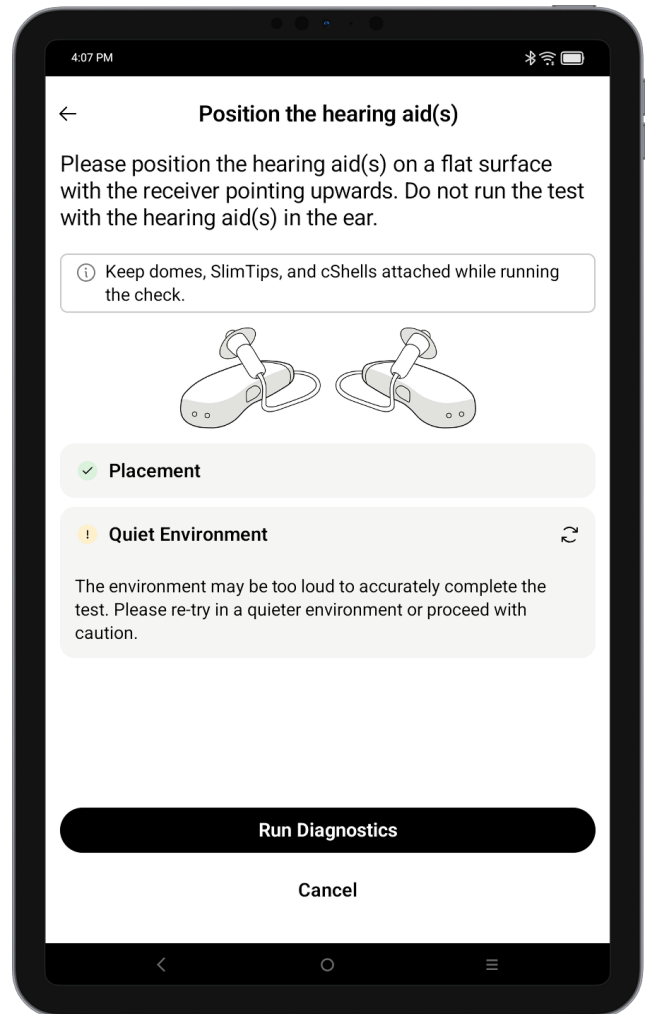 4:07 PM
Position the hearing aid(s)
Please position the hearing aid(s) on a flat surface
with the receiver pointing upwards. Do not run the test
with the hearing aid(s) in the ear.
Keep domes, SlimTips, and cShells attached while running
the check.
Placement
Quiet Environment
The environment may be too loud to accurately complete the
test. Please re-try in a quieter environment or proceed with
caution.
Run Diagnostics
Cancel